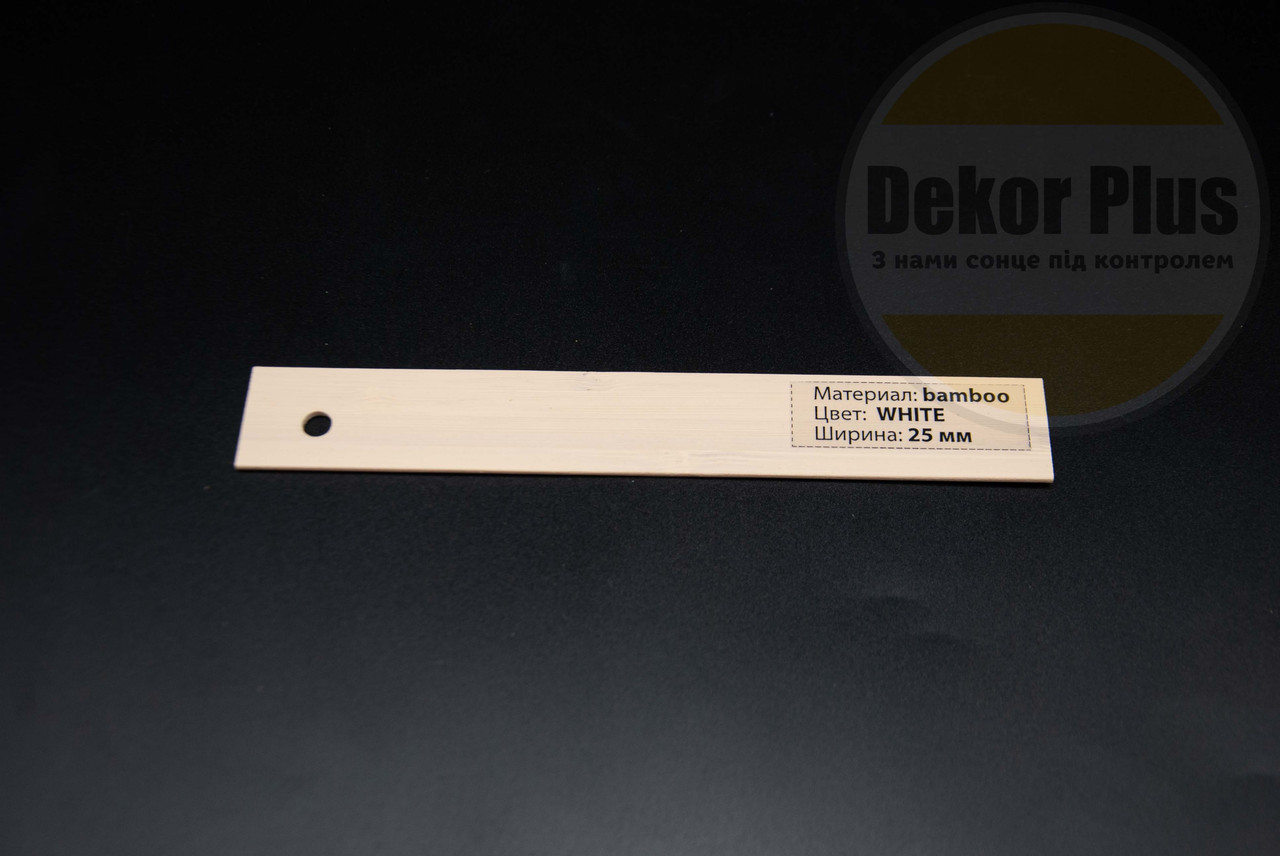 Dekor Plus
З нами сонце під контролем
Материал: bamboo
Цвет: WHITE
Ширина: 25 мм